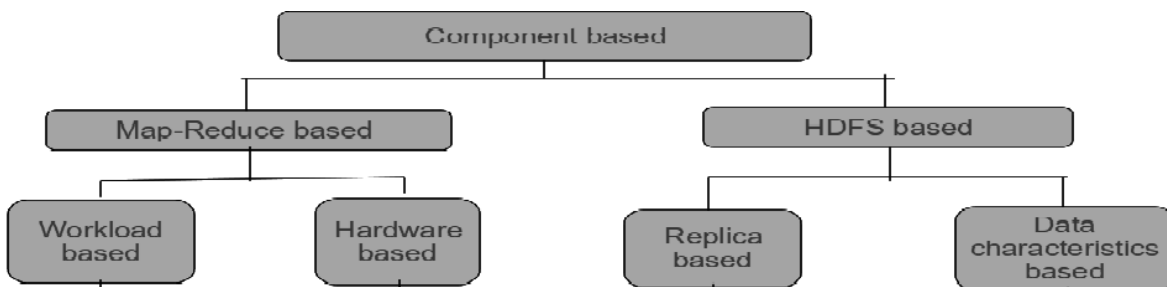 Component based
Map-Reduce based
HDFS based
Workload
based
Hardware
based
Replica
based
Data
characteristics
based